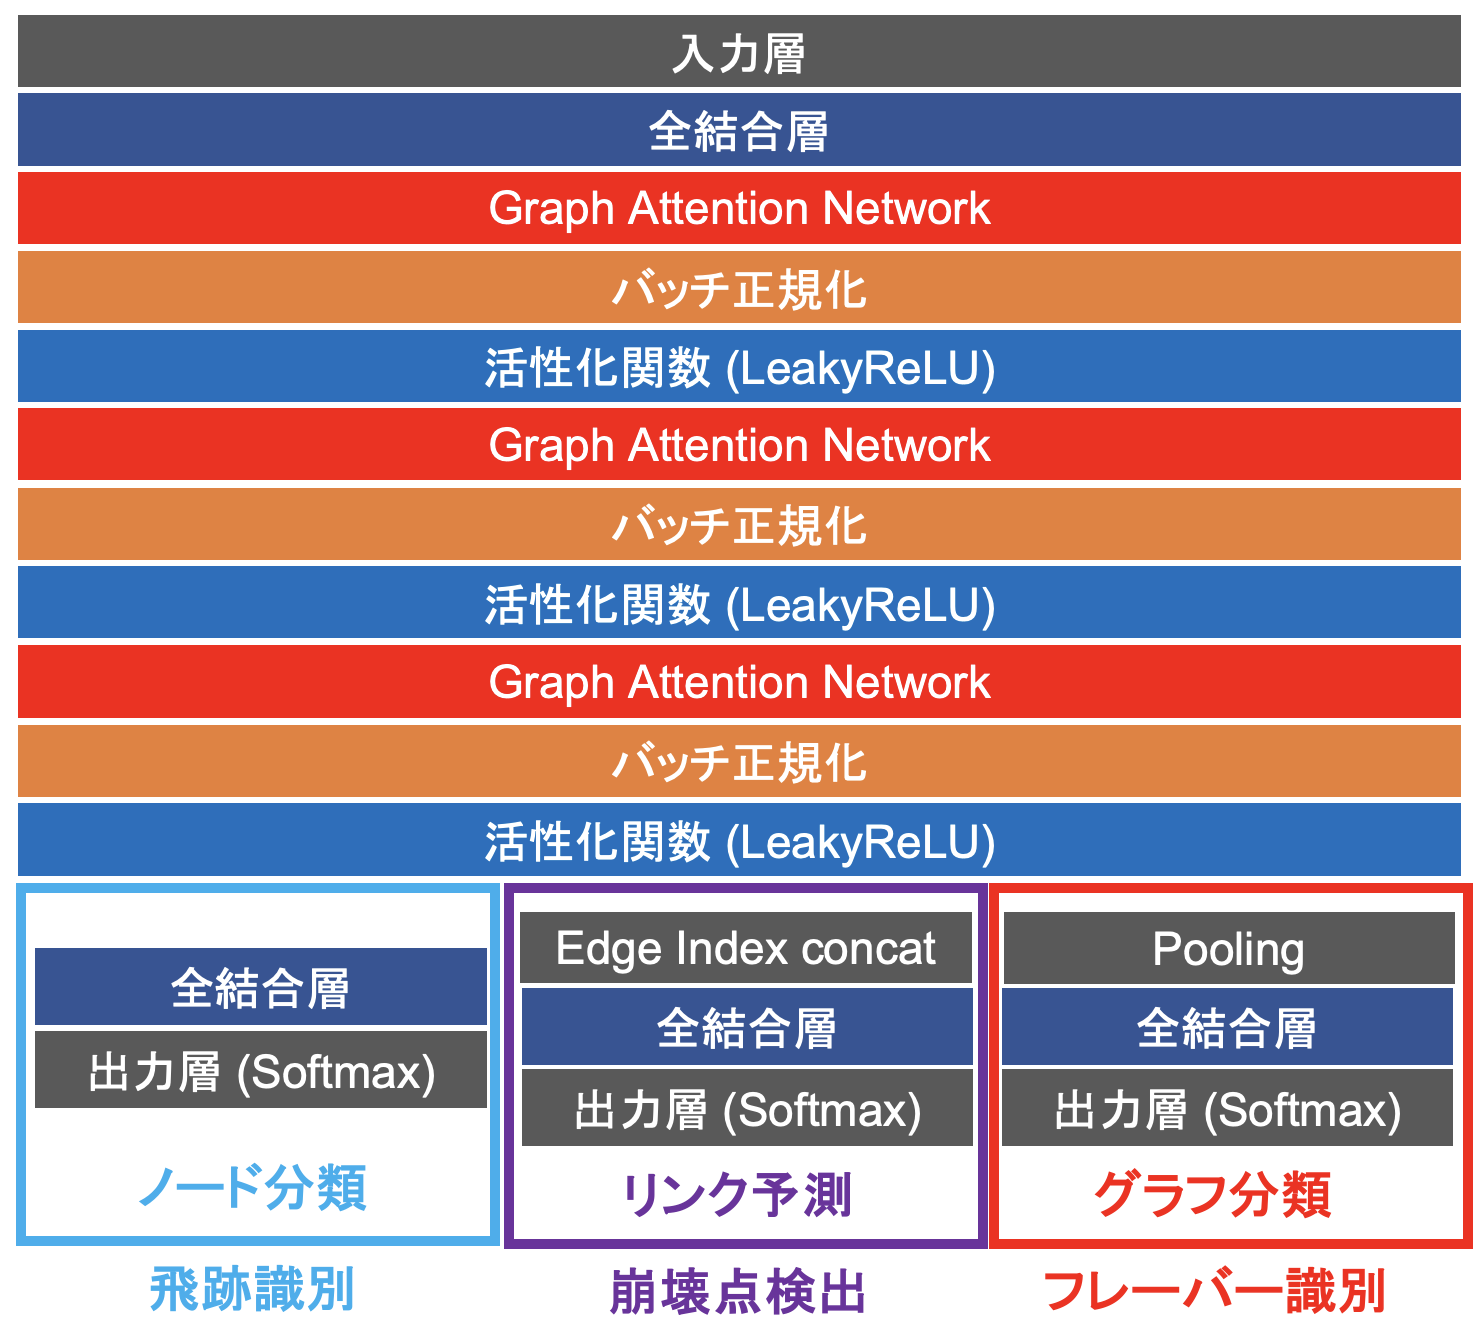 入力層
全結合層
Graph Attention Network
バッチ正規化
活性化関数 (LeakyReLU)
Graph Attention Network
バッチ正規化
活性化関数 (LeakyReLU)
Graph Attention Network
バッチ正規化
活性化関数 (LeakyReLU)
全結合層
出力層 (Softmax)
ノード分類
飛跡識別
Edge Index concat
全結合層
出力層 (Softmax)
リンク予測
崩壊点検出
Pooling
全結合層
出力層 (Softmax)
グラフ分類
フレーバー識別